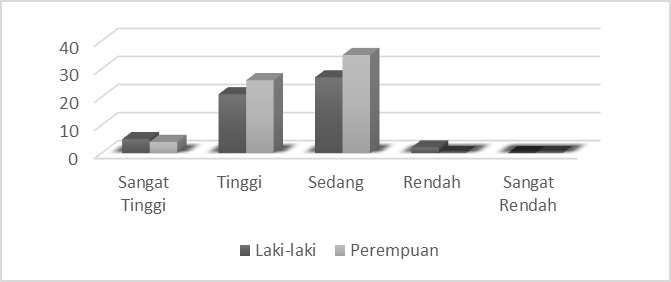 40
30
20
10
0
Sangat Tinggi
Tinggi
Sedang
Rendah
Sangat Rendah
Laki-laki
Perempuan